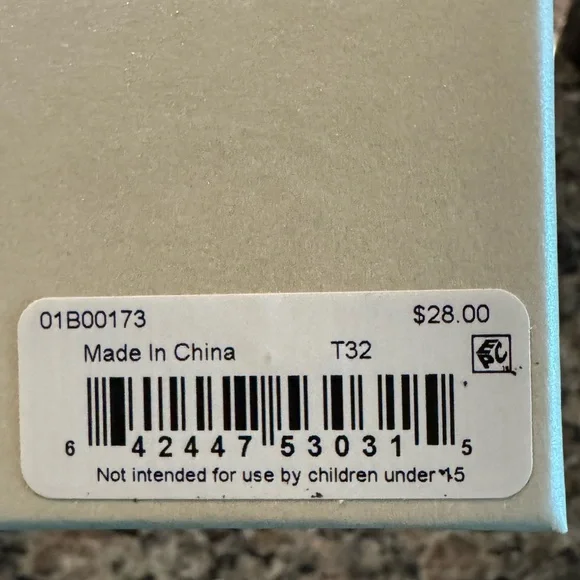 01B00173 $28.00
Made In China T32
6 42447 53031 5
Not intended for use by children under 15